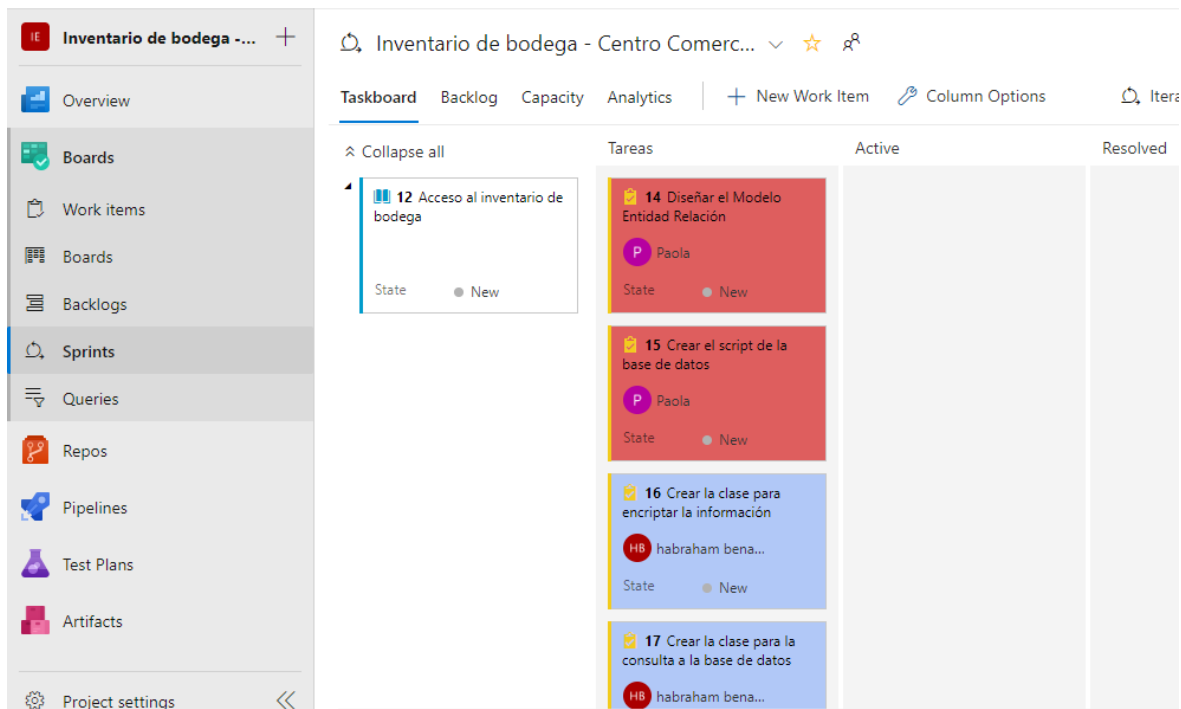 IE Inventario de bodega -...
Overview
Boards
Work items
Boards
Backlogs
Sprints
Queries
Repos
Pipelines
Test Plans
Artifacts
Project settings
Inventario de bodega - Centro Comerc...
Taskboard Backlog Capacity Analytics New Work Item Column Options Itera
Collapse all Tareas Active Resolved
12 Acceso al inventario de
bodega
State New
14 Diseñar el Modelo
Entidad Relación
P Paola
State New
15 Crear el script de la
base de datos
P Paola
State New
16 Crear la clase para
encriptar la información
HB habraham bena...
State New
17 Crear la clase para la
consulta a la base de datos
HB habraham bena...